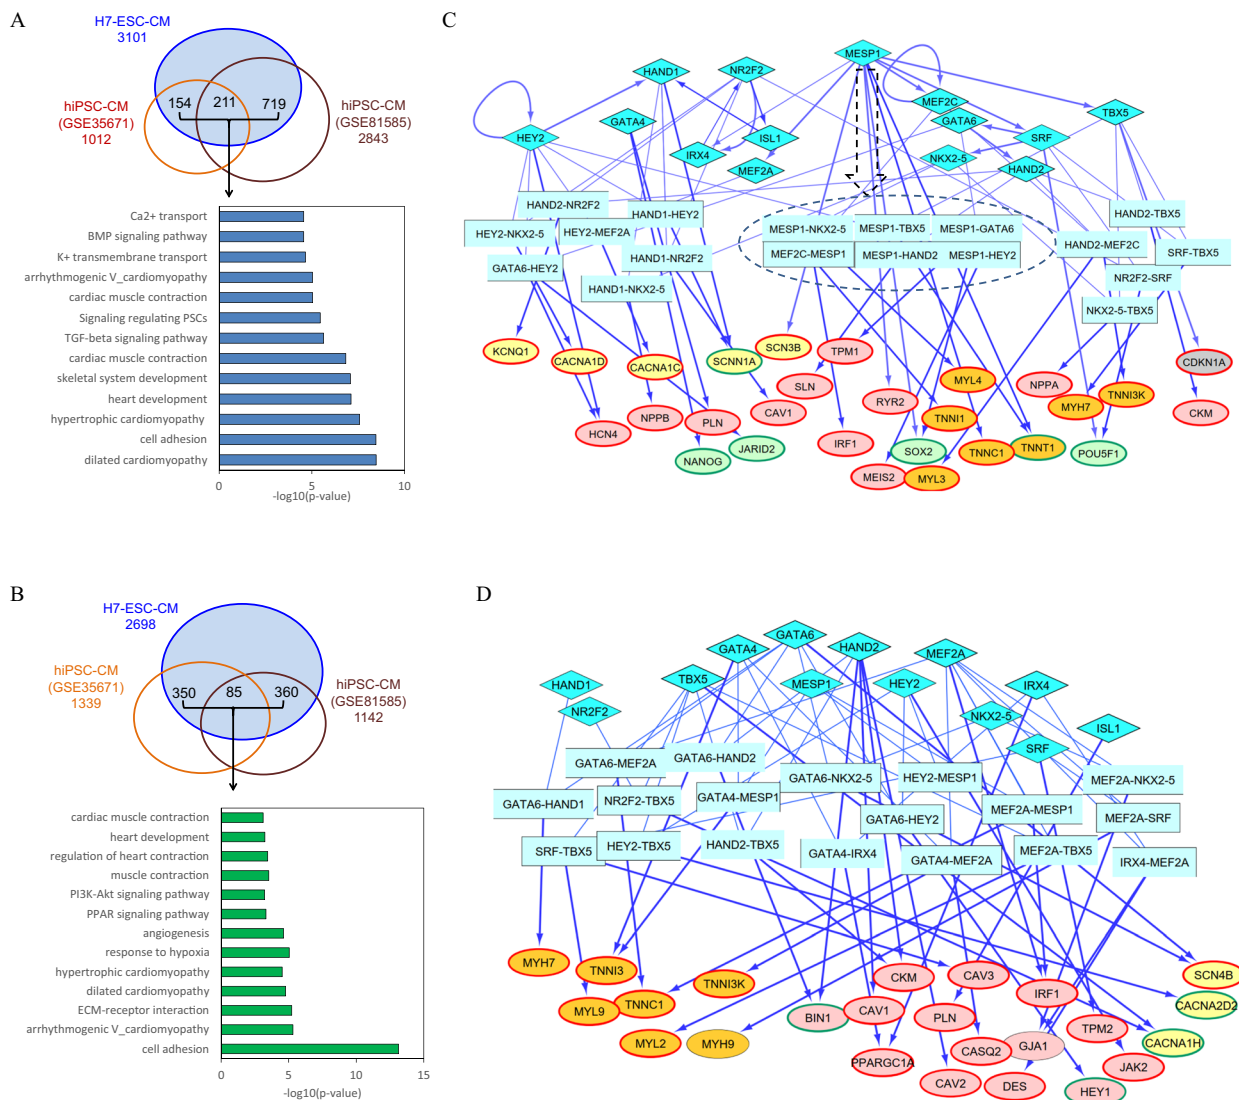 A
H7-ESC-CM
3101
154
211
719
hiPSC-CM
(GSE35671)
1012
hiPSC-CM
(GSE81585)
2843
Ca2+ transport
BMP signaling pathway
K+ transmembrane transport
arrhythmogenic V_cardiomyopathy
cardiac muscle contraction
Signaling regulating PSCs
TGF-beta signaling pathway
cardiac muscle contraction
skeletal system development
heart development
hypertrophic cardiomyopathy
cell adhesion
dilated cardiomyopathy
0
5
10
-log10(p-value)
C
MESP1
HAND1
NR2F2
MEF2C
TBX5
GATA4
GATA6
HEY2
ISL1
SRF
IRX4
NKX2-5
MEF2A
HAND2
HAND2-NR2F2
HAND1-HEY2
HAND2-TBX5
HEY2-NKX2-5
HEY2-MEF2A
MESP1-NKX2-5
MESP1-TBX5
MESP1-GATA6
HAND2-MEF2C
SRF-TBX5
GATA6-HEY2
HAND1-NR2F2
MEF2C-MESP1
MESP1-HAND2
MESP1-HEY2
NR2F2-SRF
HAND1-NKX2-5
NKX2-5-TBX5
KCNQ1
CACNA1D
CACNA1C
SCNN1A
SCN3B
TPM1
CDKN1A
SLN
MYL4
NPPA
TNNI3K
HCN4
NPPB
PLN
CAV1
RYR2
TNNI1
MYH7
CKM
NANOG
JARID2
IRF1
SOX2
TNNC1
TNNT1
POU5F1
MEIS2
MYL3
B
H7-ESC-CM
2698
350
85
360
hiPSC-CM
(GSE35671)
1339
hiPSC-CM
(GSE81585)
1142
cardiac muscle contraction
heart development
regulation of heart contraction
muscle contraction
PI3K-Akt signaling pathway
PPAR signaling pathway
angiogenesis
response to hypoxia
hypertrophic cardiomyopathy
dilated cardiomyopathy
ECM-receptor interaction
arrhythmogenic V_cardiomyopathy
cell adhesion
0
5
10
15
-log10(p-value)
D
GATA4
GATA6
HAND2
MEF2A
HAND1
TBX5
MESP1
HEY2
IRX4
NR2F2
NKX2-5
ISL1
SRF
GATA6-MEF2A
GATA6-HAND2
GATA6-NKX2-5
HEY2-MESP1
MEF2A-NKX2-5
GATA6-HAND1
NR2F2-TBX5
GATA4-MESP1
GATA6-HEY2
MEF2A-MESP1
MEF2A-SRF
SRF-TBX5
HEY2-TBX5
HAND2-TBX5
GATA4-IRX4
GATA4-MEF2A
MEF2A-TBX5
IRX4-MEF2A
MYH7
TNNI3
TNNI3K
CKM
CAV3
IRF1
SCN4B
MYL9
TNNC1
BIN1
CAV1
PLN
TPM2
CACNA2D2
MYL2
MYH9
PPARGC1A
CASQ2
GJA1
JAK2
CACNA1H
CAV2
DES
HEY1